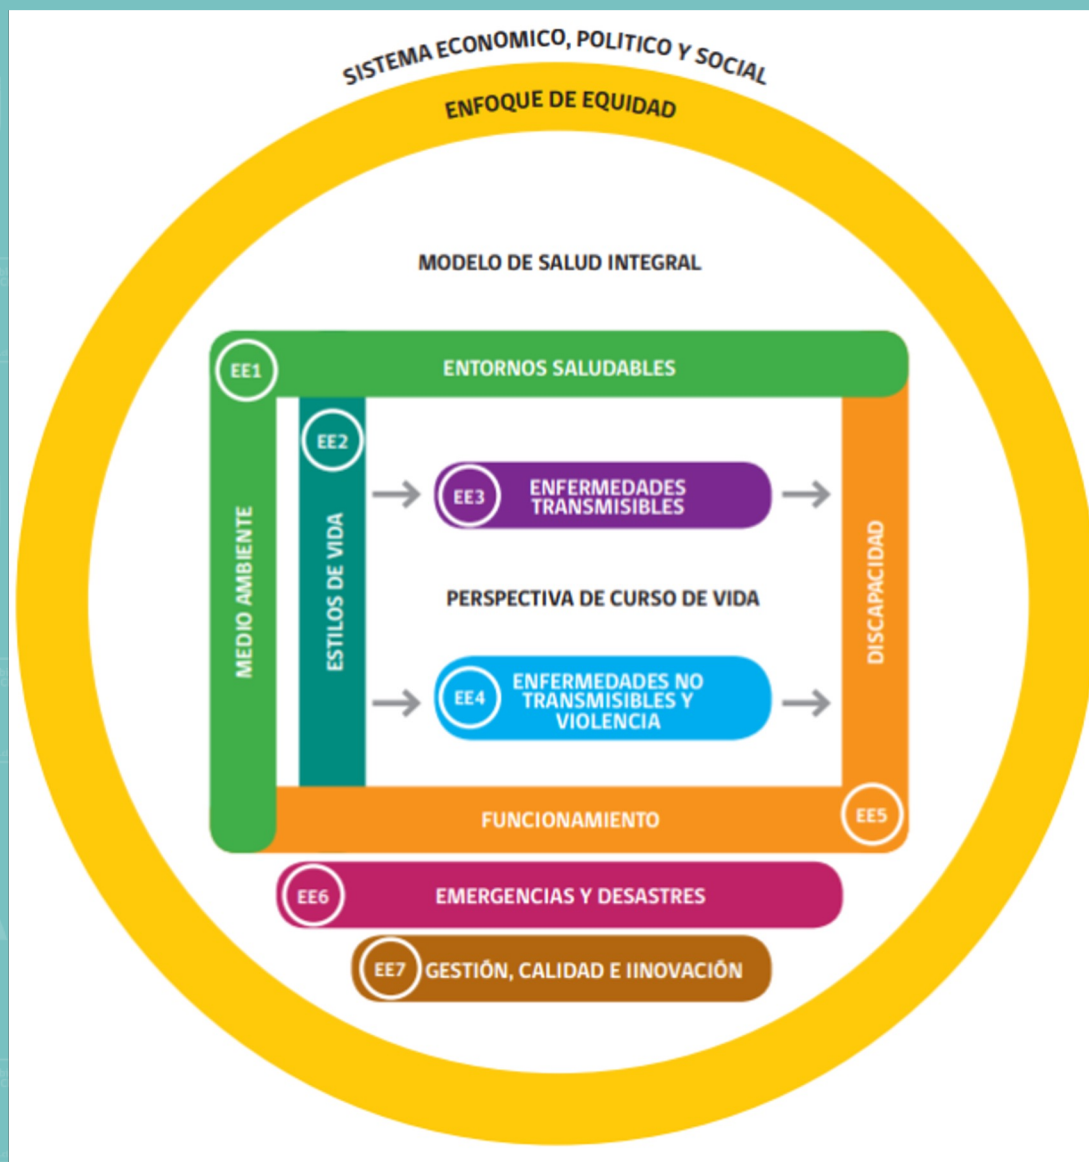 SISTEMA ECONOMICO, POLITICO Y SOCIAL
ENFOQUE DE EQUIDAD
MODELO DE SALUD INTEGRAL
EE1
ENTORNOS SALUDABLES
MEDIO AMBIENTE
EE2
ESTILOS DE VIDA
EE3
ENFERMEDADES
TRANSMISIBLES
PERSPECTIVA DE CURSO DE VIDA
EE4
ENFERMEDADES NO
TRANSMISIBLES Y
VIOLENCIA
DISCAPACIDAD
FUNCIONAMIENTO
EE5
EE6
EMERGENCIAS Y DESASTRES
EE7
GESTIÓN, CALIDAD E IINOVACIÓN